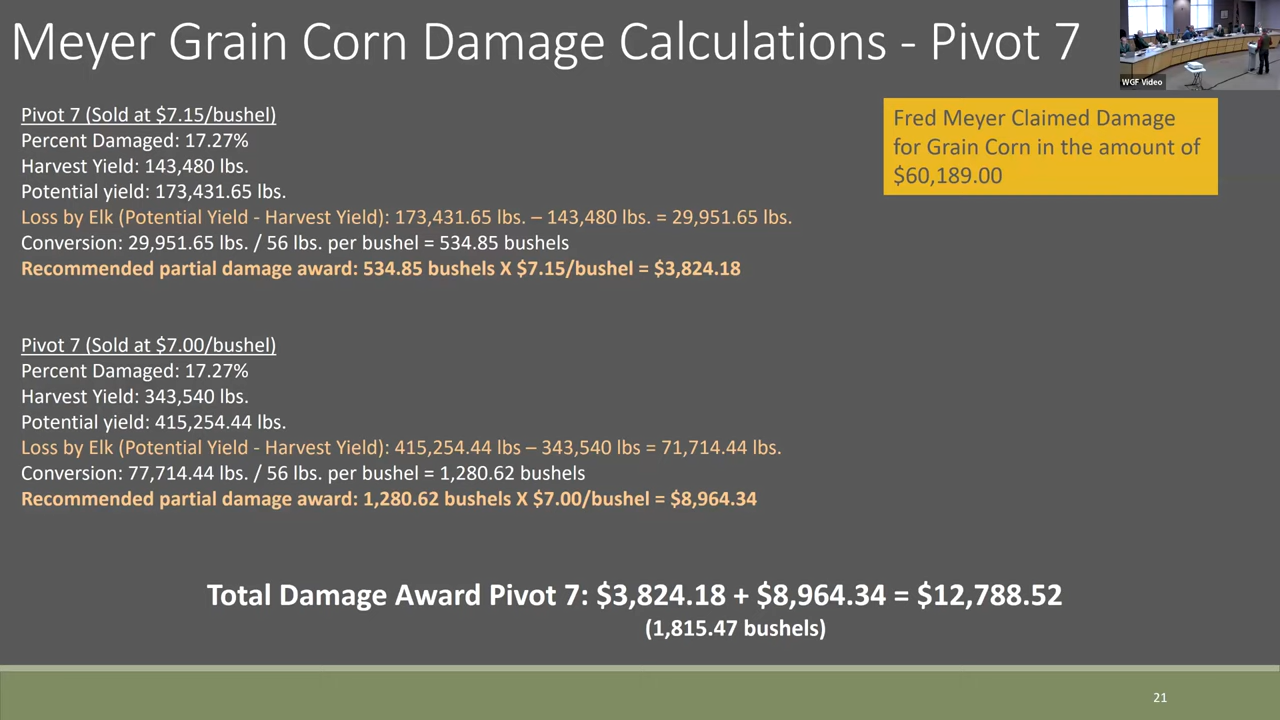 Meyer Grain Corn Damage Calculations - Pivot 7
WGF Video
Pivot 7 (Sold at $7.15/bushel)
Percent Damaged: 17.27%
Harvest Yield: 143,480 lbs.
Potential yield: 173,431.65 lbs.
Loss by Elk (Potential Yield - Harvest Yield): 173,431.65 lbs. – 143,480 lbs. = 29,951.65 lbs.
Conversion: 29,951.65 lbs. / 56 lbs. per bushel = 534.85 bushels
Recommended partial damage award: 534.85 bushels X $7.15/bushel = $3,824.18
Fred Meyer Claimed Damage
for Grain Corn in the amount of
$60,189.00
Pivot 7 (Sold at $7.00/bushel)
Percent Damaged: 17.27%
Harvest Yield: 343,540 lbs.
Potential yield: 415,254.44 lbs.
Loss by Elk (Potential Yield - Harvest Yield): 415,254.44 lbs – 343,540 lbs = 71,714.44 lbs.
Conversion: 77,714.44 lbs. / 56 lbs. per bushel = 1,280.62 bushels
Recommended partial damage award: 1,280.62 bushels X $7.00/bushel = $8,964.34
Total Damage Award Pivot 7: $3,824.18 + $8,964.34 = $12,788.52
(1,815.47 bushels)
21